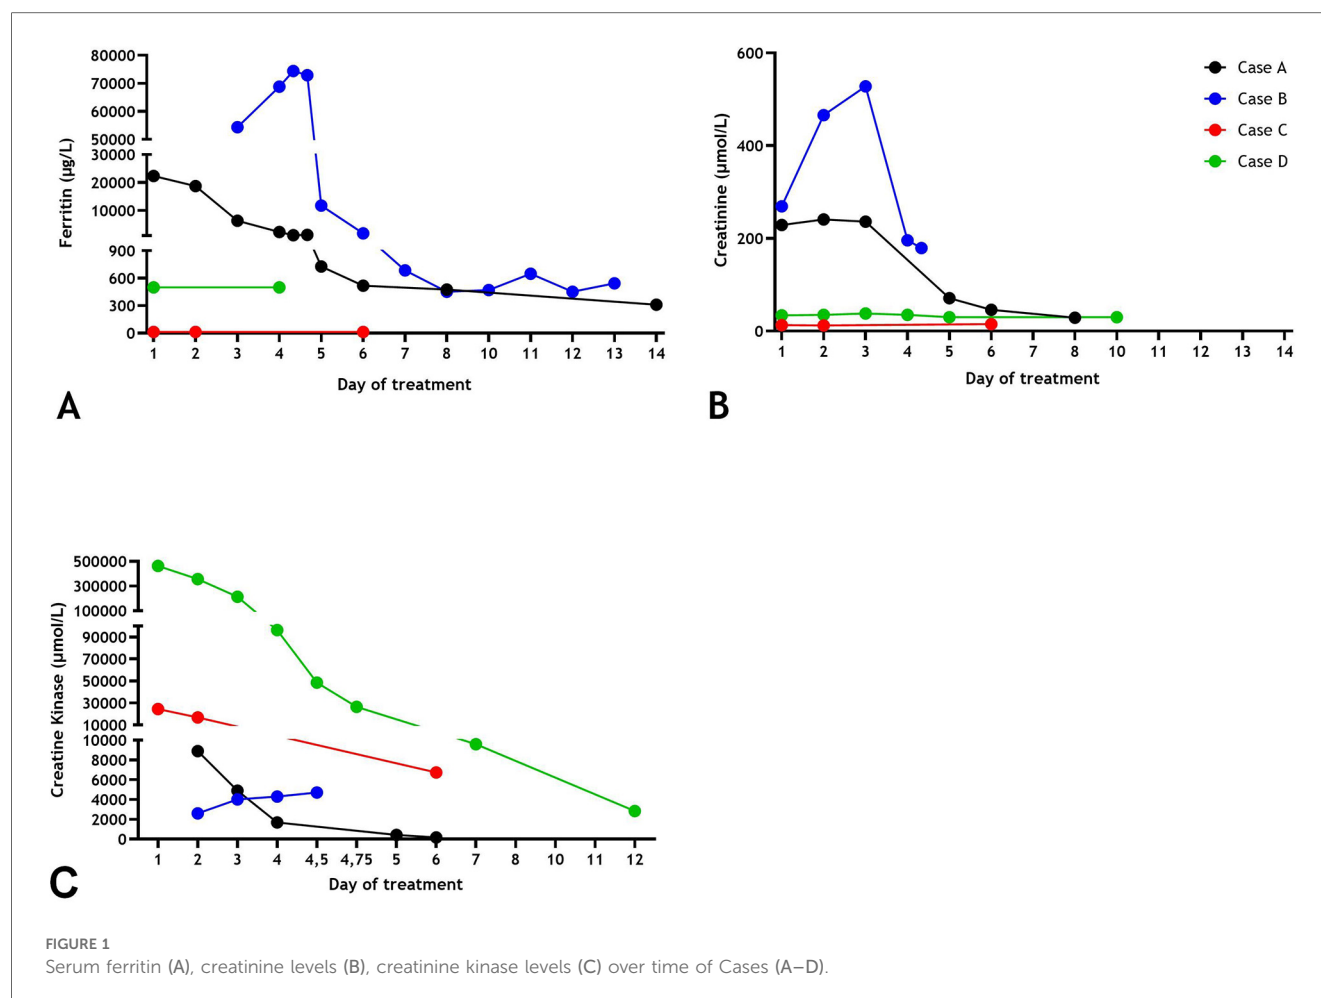 80000
70000
60000
50000
30000
20000
10000
900
600
300
0
Ferritin (µg/L)
1 2 3 4 5 6 7 8 10 11 12 13 14
Day of treatment
A
600
400
200
0
Creatinine (µmol/L)
1 2 3 4 5 6 8 10 11 12 13 14
Day of treatment
B
Case A
Case B
Case C
Case D
500000
300000
100000
90000
70000
50000
30000
10000
10000
8000
6000
4000
2000
0
Creatine Kinase (µmol/L)
1 2 3 4 4,5 4,75 5 6 7 8 10 11 12
Day of treatment
C
FIGURE 1
Serum ferritin (A), creatinine levels (B), creatinine kinase levels (C) over time of Cases (A–D).